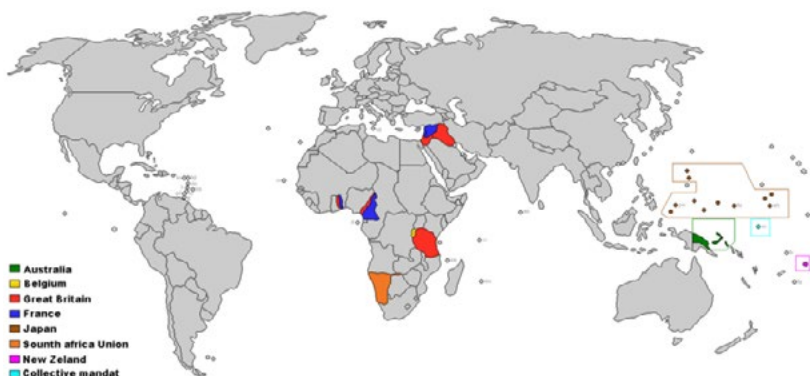 Australia
Belgium
Great Britain
France
Japan
Sounth africa Union
New Zeland
Collective mandat